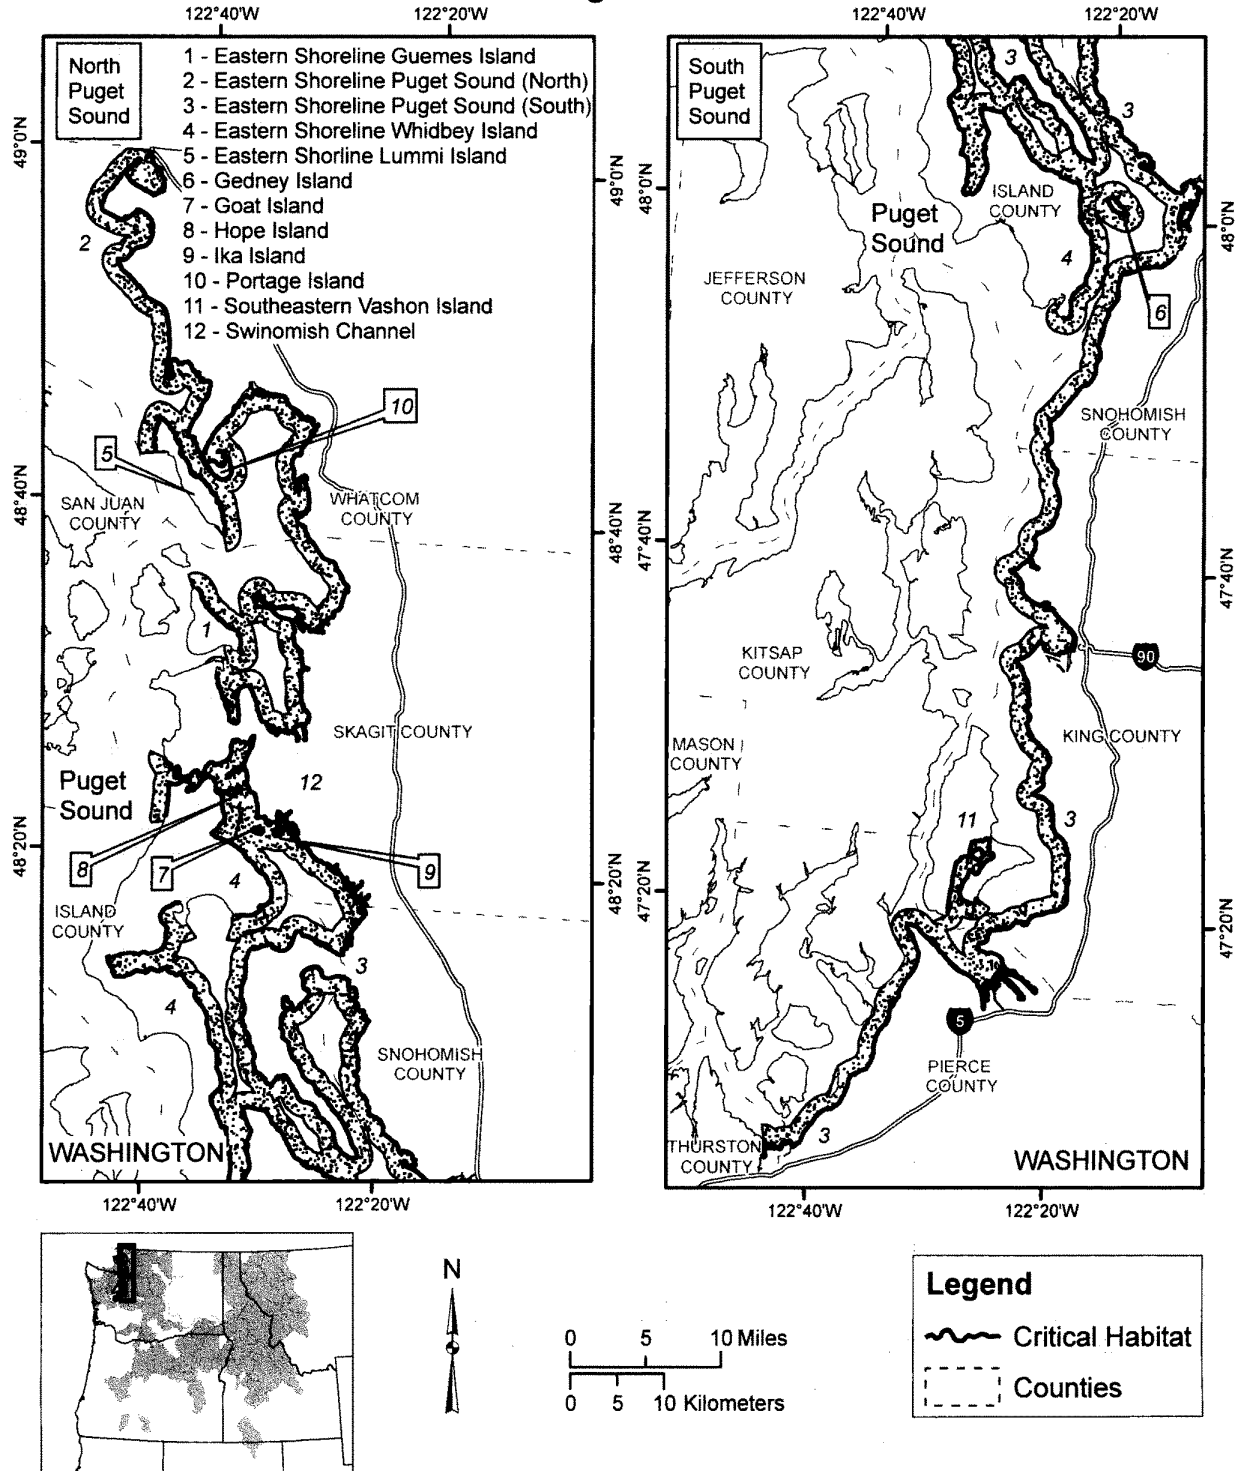 122°40'W
122°20'W
122°40'W
122°20'W
North
Puget
Sound
1 - Eastern Shoreline Guemes Island
2 - Eastern Shoreline Puget Sound (North)
3 - Eastern Shoreline Puget Sound (South)
4 - Eastern Shoreline Whidbey Island
5 - Eastern Shorline Lummi Island
6 - Gedney Island
7 - Goat Island
8 - Hope Island
9 - Ika Island
10 - Portage Island
11 - Southeastern Vashon Island
12 - Swinomish Channel
49°0'N
48°40'N
48°20'N
49°0'N
48°40'N
48°20'N
2
10
5
SAN JUAN
COUNTY
WHATCOM
COUNTY
1
SKAGIT COUNTY
Puget
Sound
12
8
7
9
4
ISLAND
COUNTY
3
4
SNOHOMISH
COUNTY
WASHINGTON
122°40'W
122°20'W
South
Puget
Sound
3
3
48°0'N
47°40'N
47°20'N
48°0'N
47°40'N
47°20'N
ISLAND
COUNTY
Puget
Sound
4
JEFFERSON
COUNTY
6
SNOHOMISH
COUNTY
KITSAP
COUNTY
90
MASON
COUNTY
KING COUNTY
11
3
5
PIERCE
COUNTY
THURSTON
COUNTY
3
WASHINGTON
122°40'W
122°20'W
N
0 5 10 Miles
0 5 10 Kilometers
Legend
Critical Habitat
Counties